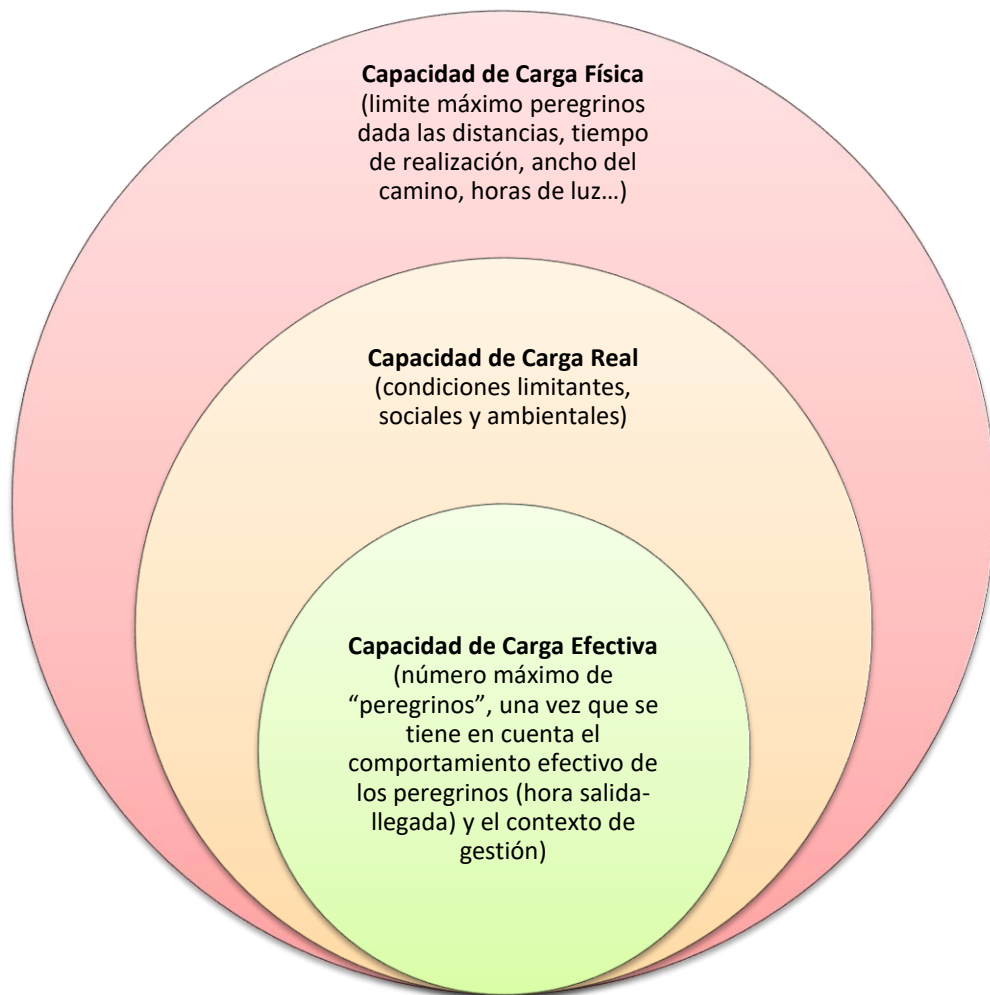 Capacidad de Carga Física
(limite máximo peregrinos
dada las distancias, tiempo
de realización, ancho del
camino, horas de luz…)
Capacidad de Carga Real
(condiciones limitantes,
sociales y ambientales)
Capacidad de Carga Efectiva
(número máximo de
“peregrinos”, una vez que se
tiene en cuenta el
comportamiento efectivo de
los peregrinos (hora salida-
llegada) y el contexto de
gestión)